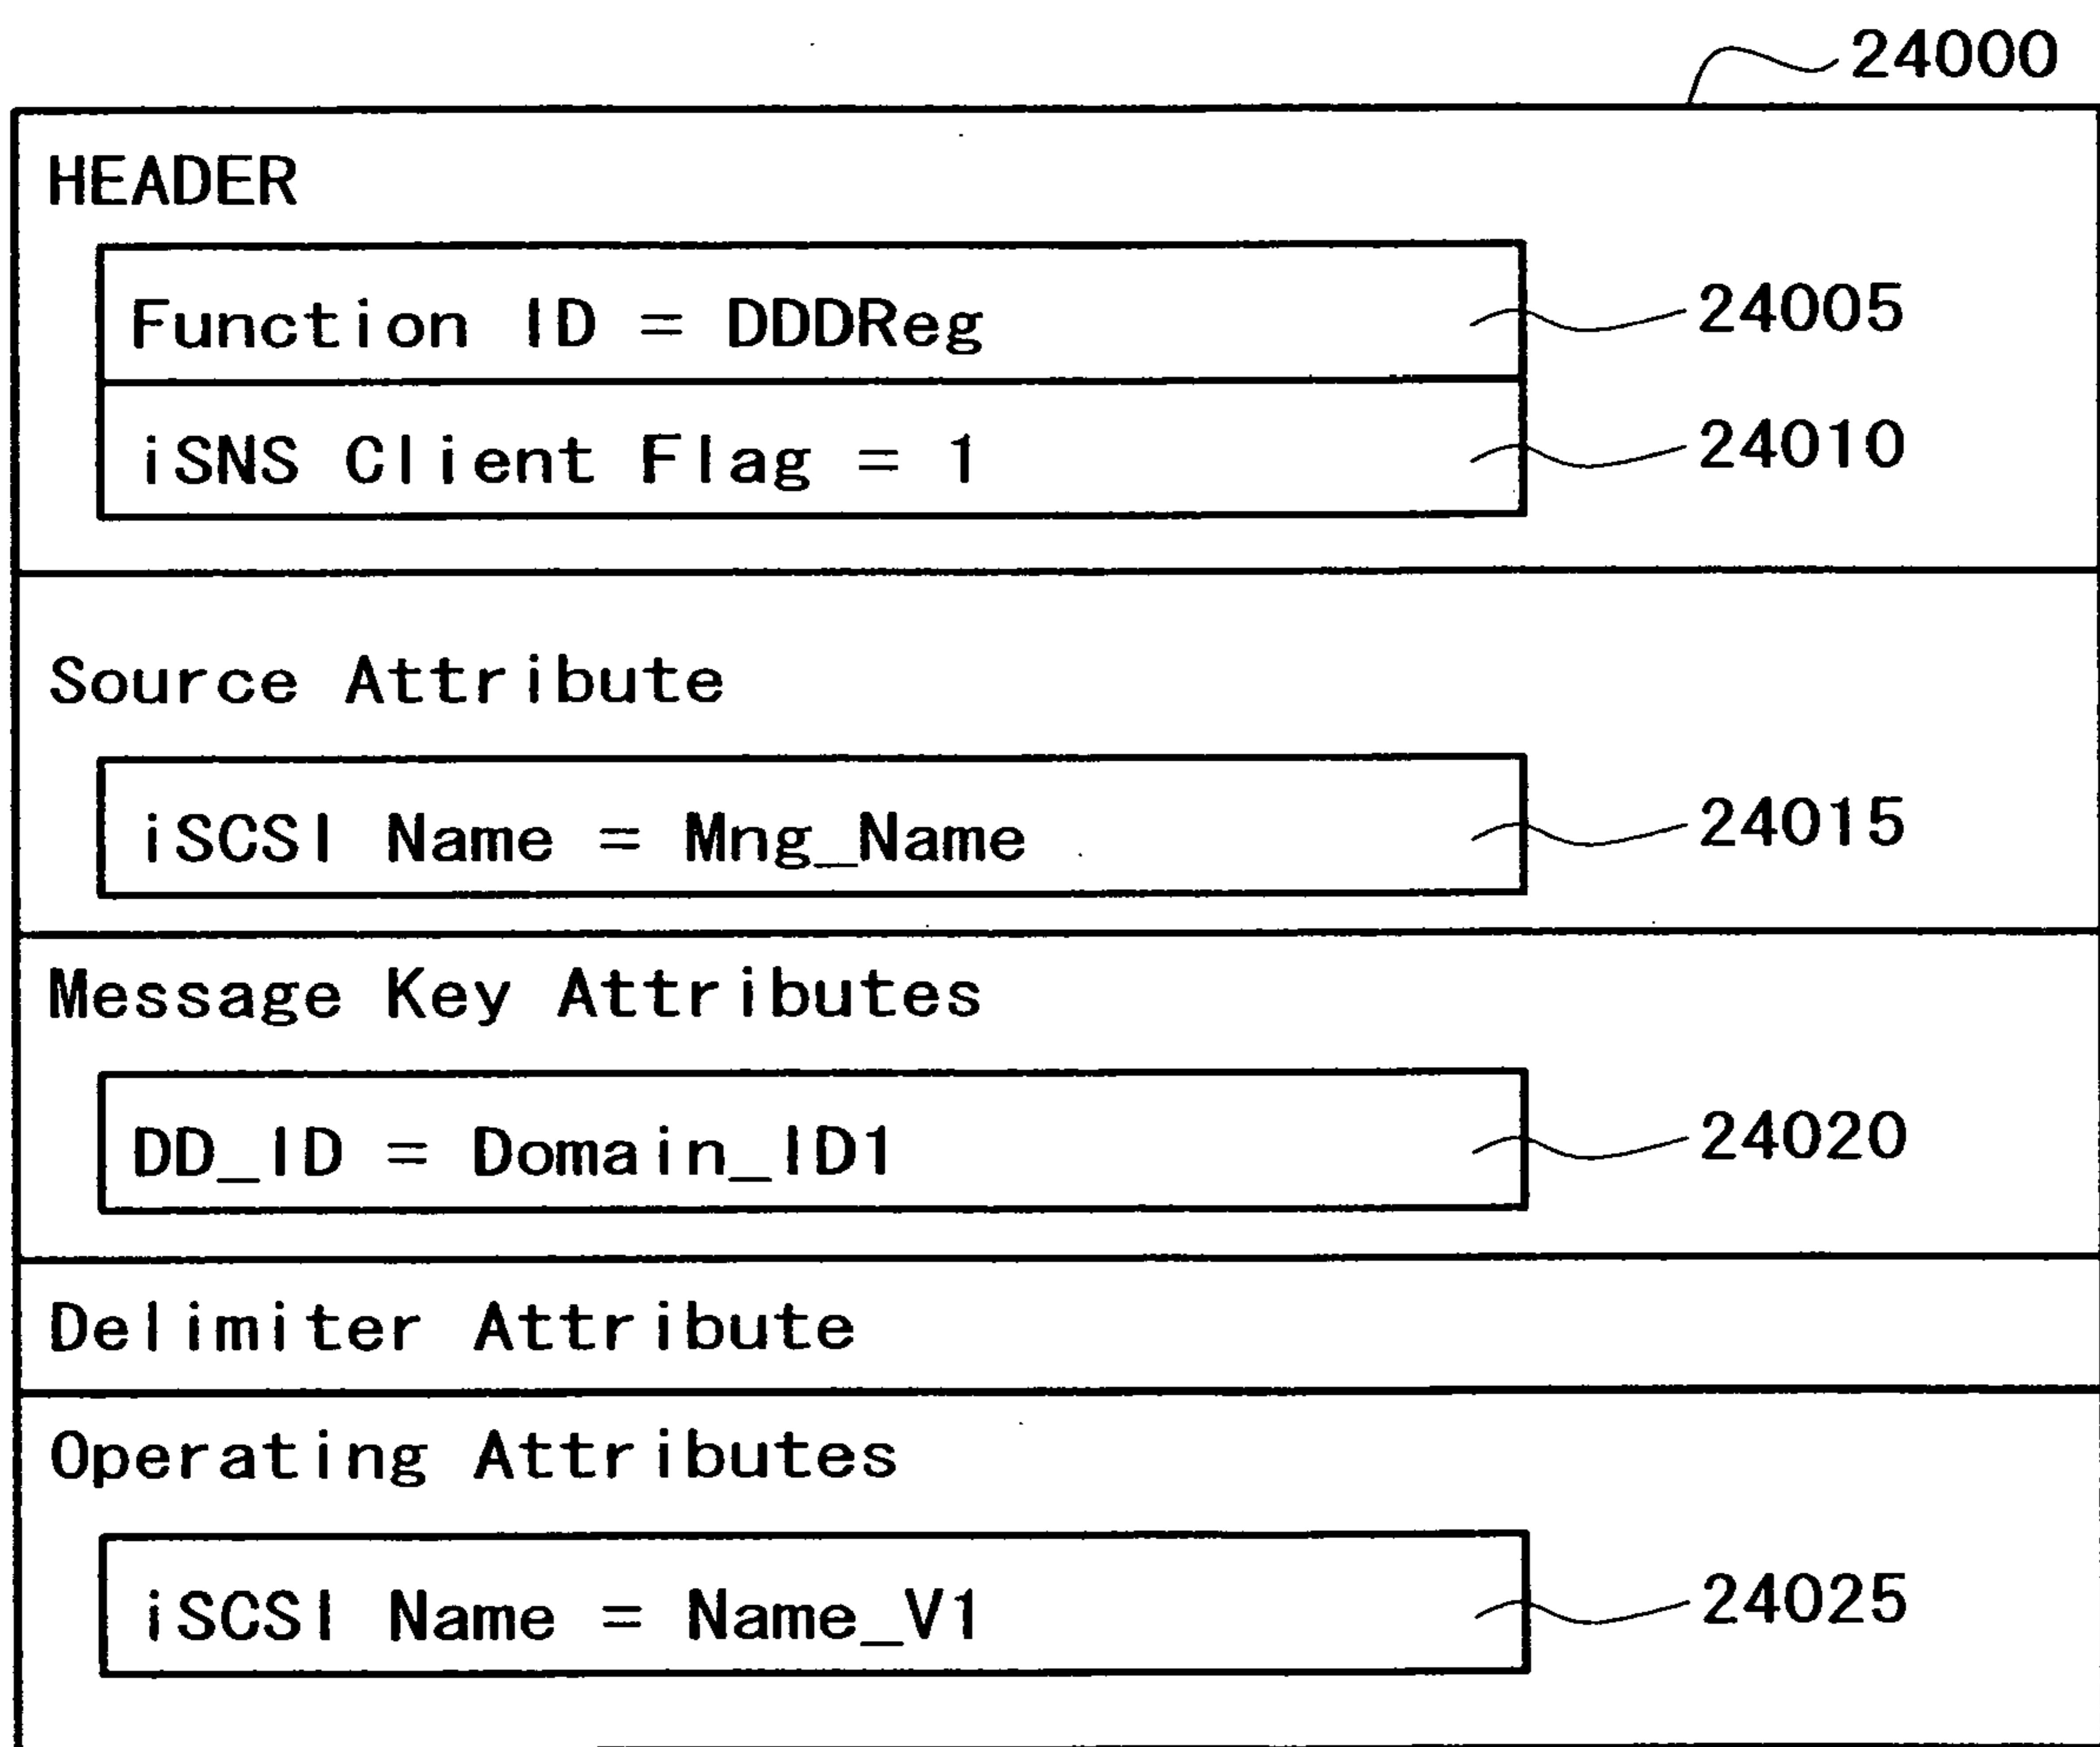 24000
HEADER
Function ID = DDDReg
24005
iSNS Client Flag = 1
24010
Source Attribute
iSCSI Name = Mng_Name
24015
Message Key Attributes
DD_ID = Domain_ID1
24020
Delimiter Attribute
Operating Attributes
iSCSI Name = Name_V1
24025